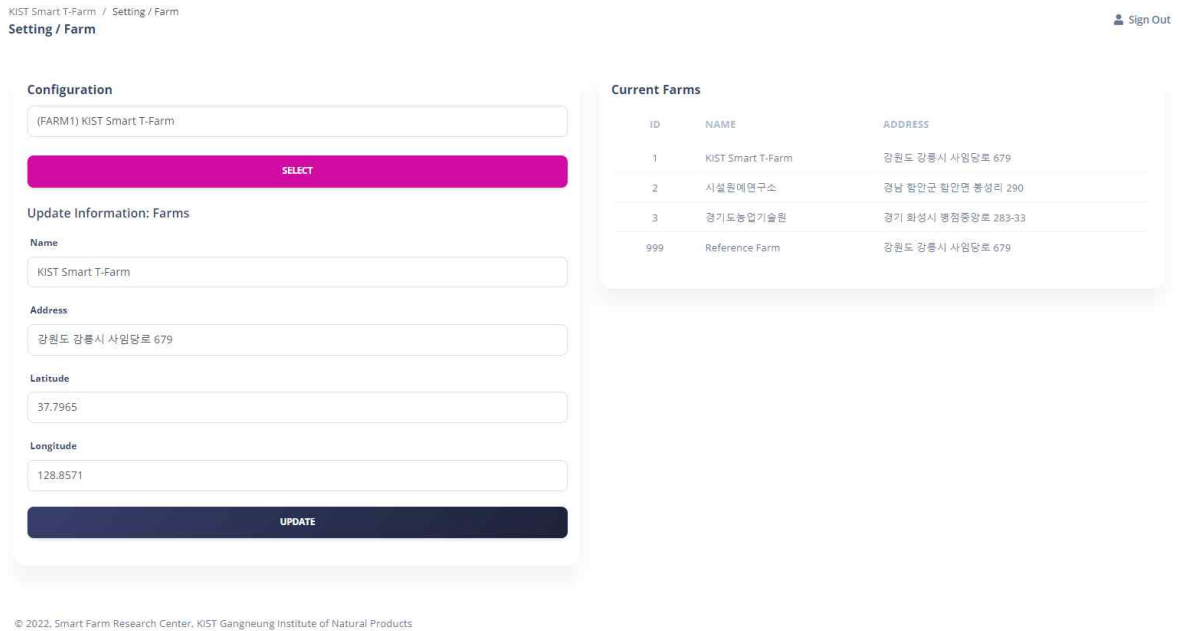 KIST Smart T-Farm / Setting / Farm
Setting / Farm
Sign Out
Configuration
(FARM1) KIST Smart T-Farm
SELECT
Update Information: Farms
Name
KIST Smart T-Farm
Address
강원도 강릉시 사임당로 679
Latitude
37.7965
Longitude
128.8571
UPDATE
Current Farms
ID NAME ADDRESS
1 KIST Smart T-Farm 강원도 강릉시 사임당로 679
2 시설원예연구소 경남 함안군 함안면 봉성리 290
3 경기도농업기술원 경기 화성시 병점중앙로 283-33
999 Reference Farm 강원도 강릉시 사임당로 679
© 2022, Smart Farm Research Center, KIST Gangneung Institute of Natural Products